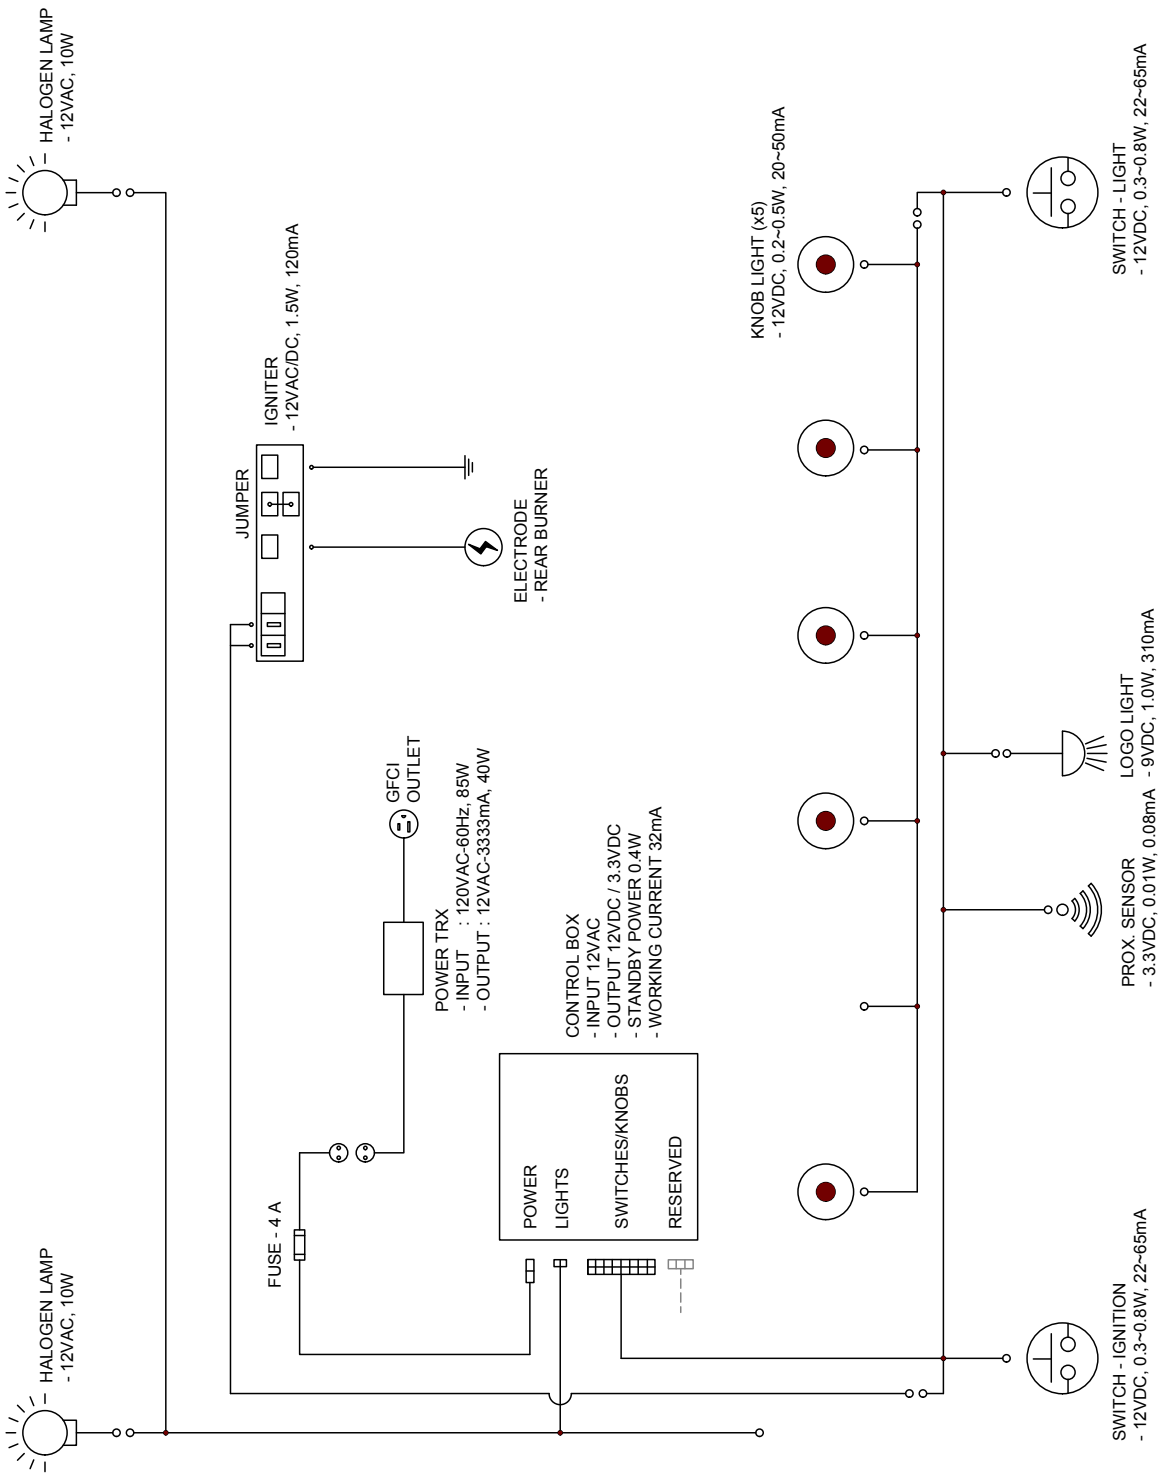 HALOGEN LAMP
- 12VAC, 10W
HALOGEN LAMP
- 12VAC, 10W
FUSE - 4 A
JUMPER
IGNITER
- 12VAC/DC, 1.5W, 120mA
GFCI
OUTLET
POWER TRX
- INPUT : 120VAC-60Hz, 85W
- OUTPUT : 12VAC-3333mA, 40W
ELECTRODE
- REAR BURNER
CONTROL BOX
- INPUT 12VAC
- OUTPUT 12VDC / 3.3VDC
- STANDBY POWER 0.4W
- WORKING CURRENT 32mA
POWER
LIGHTS
SWITCHES/KNOBS
RESERVED
KNOB LIGHT (x5)
- 12VDC, 0.2~0.5W, 20~50mA
SWITCH - IGNITION
- 12VDC, 0.3~0.8W, 22~65mA
PROX. SENSOR
- 3.3VDC, 0.01W, 0.08mA
LOGO LIGHT
- 9VDC, 1.0W, 310mA
SWITCH - LIGHT
- 12VDC, 0.3~0.8W, 22~65mA